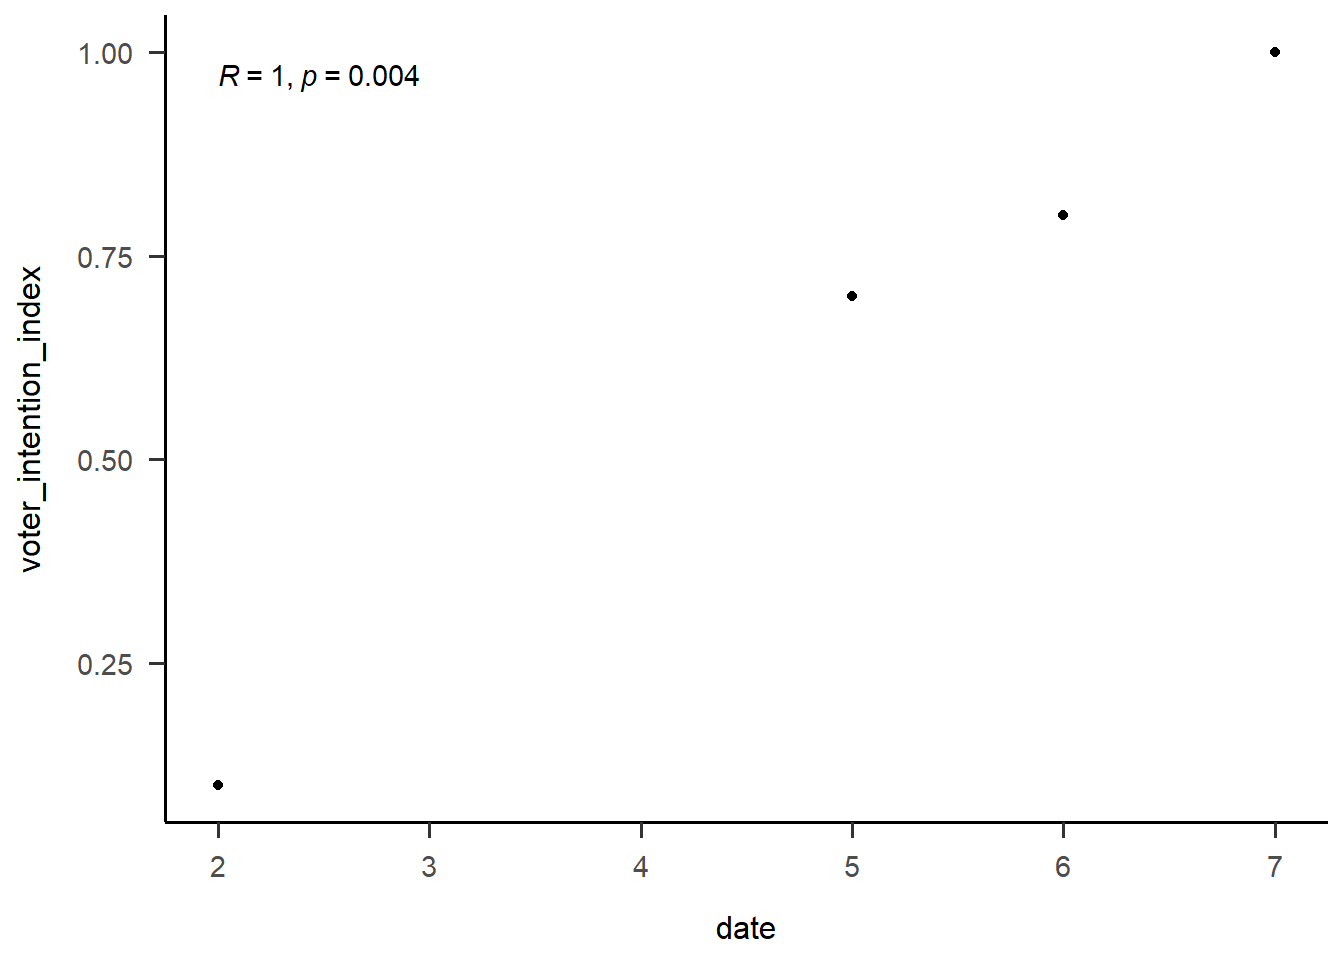 R = 1, p = 0.004
1.00
0.75
0.50
0.25
voter_intention_index
2 3 4 5 6 7
date